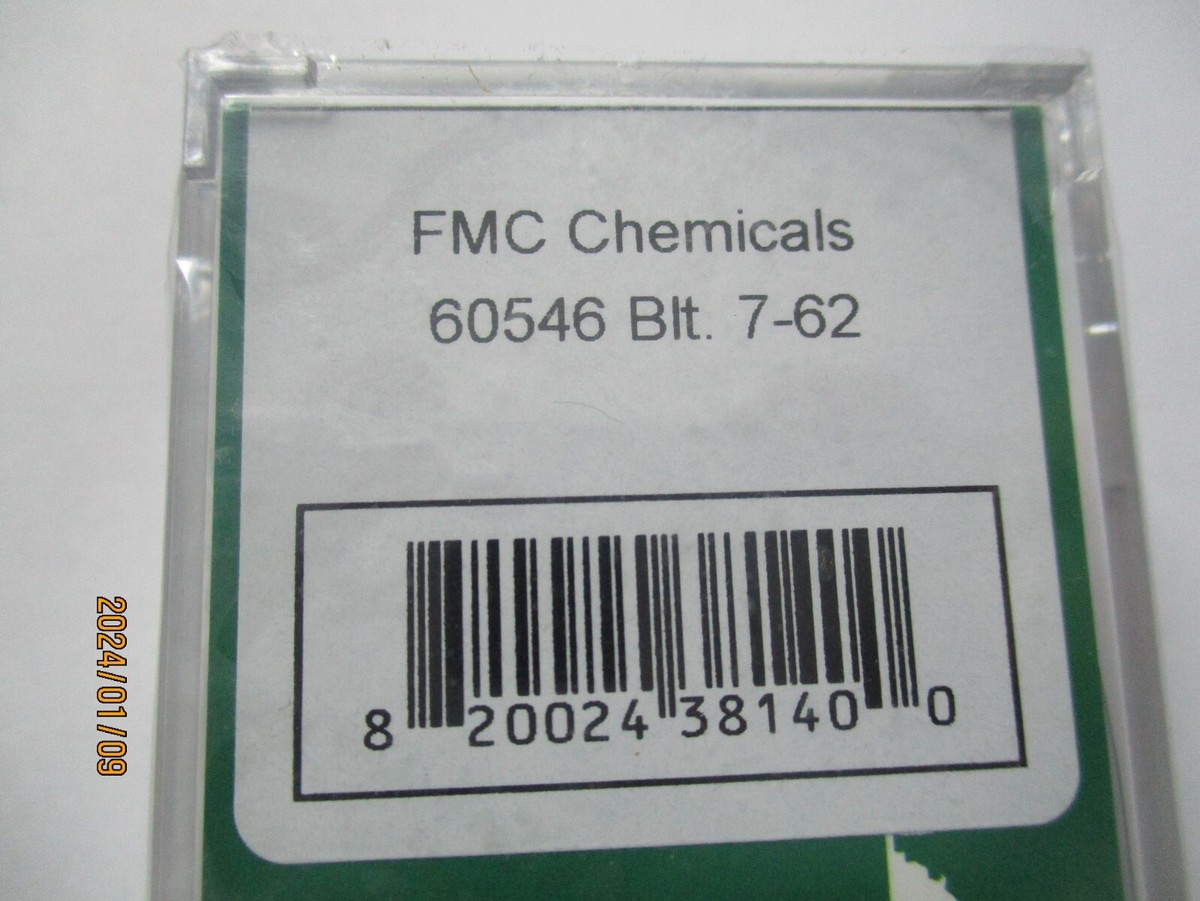 FMC Chemicals
60546 Blt. 7-62
8 20024 38140 0
2024/01/09